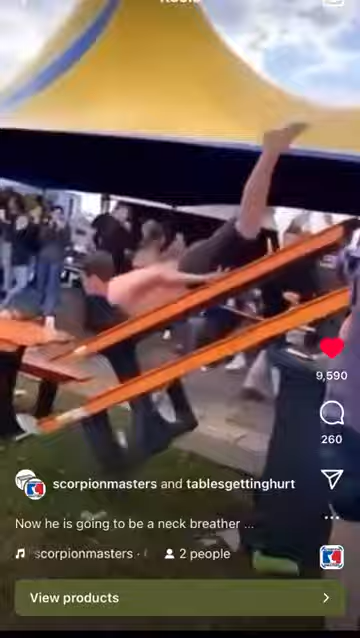 scorpionmasters and tablesgettinghurt
Now he is going to be a neck breather ...
scorpionmasters ·
2 people
9,590
260
View products